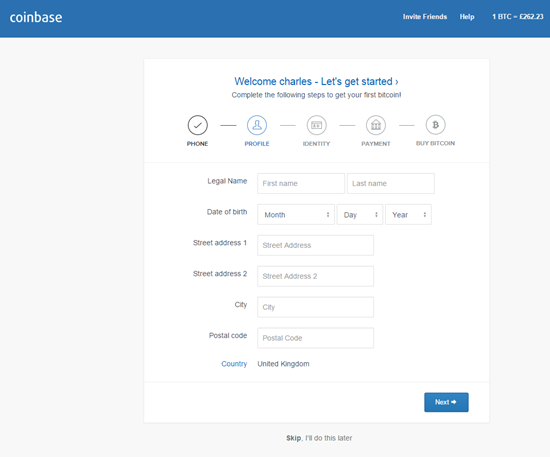 coinbase
Invite Friends Help 1 BTC = £262.23
Welcome charles - Let's get started ›
Complete the following steps to get your first bitcoin!
PHONE PROFILE IDENTITY PAYMENT BUY BITCOIN
Legal Name First name Last name
Date of birth Month Day Year
Street address 1 Street Address
Street address 2 Street Address 2
City City
Postal code Postal Code
Country United Kingdom
Next
Skip, I'll do this later